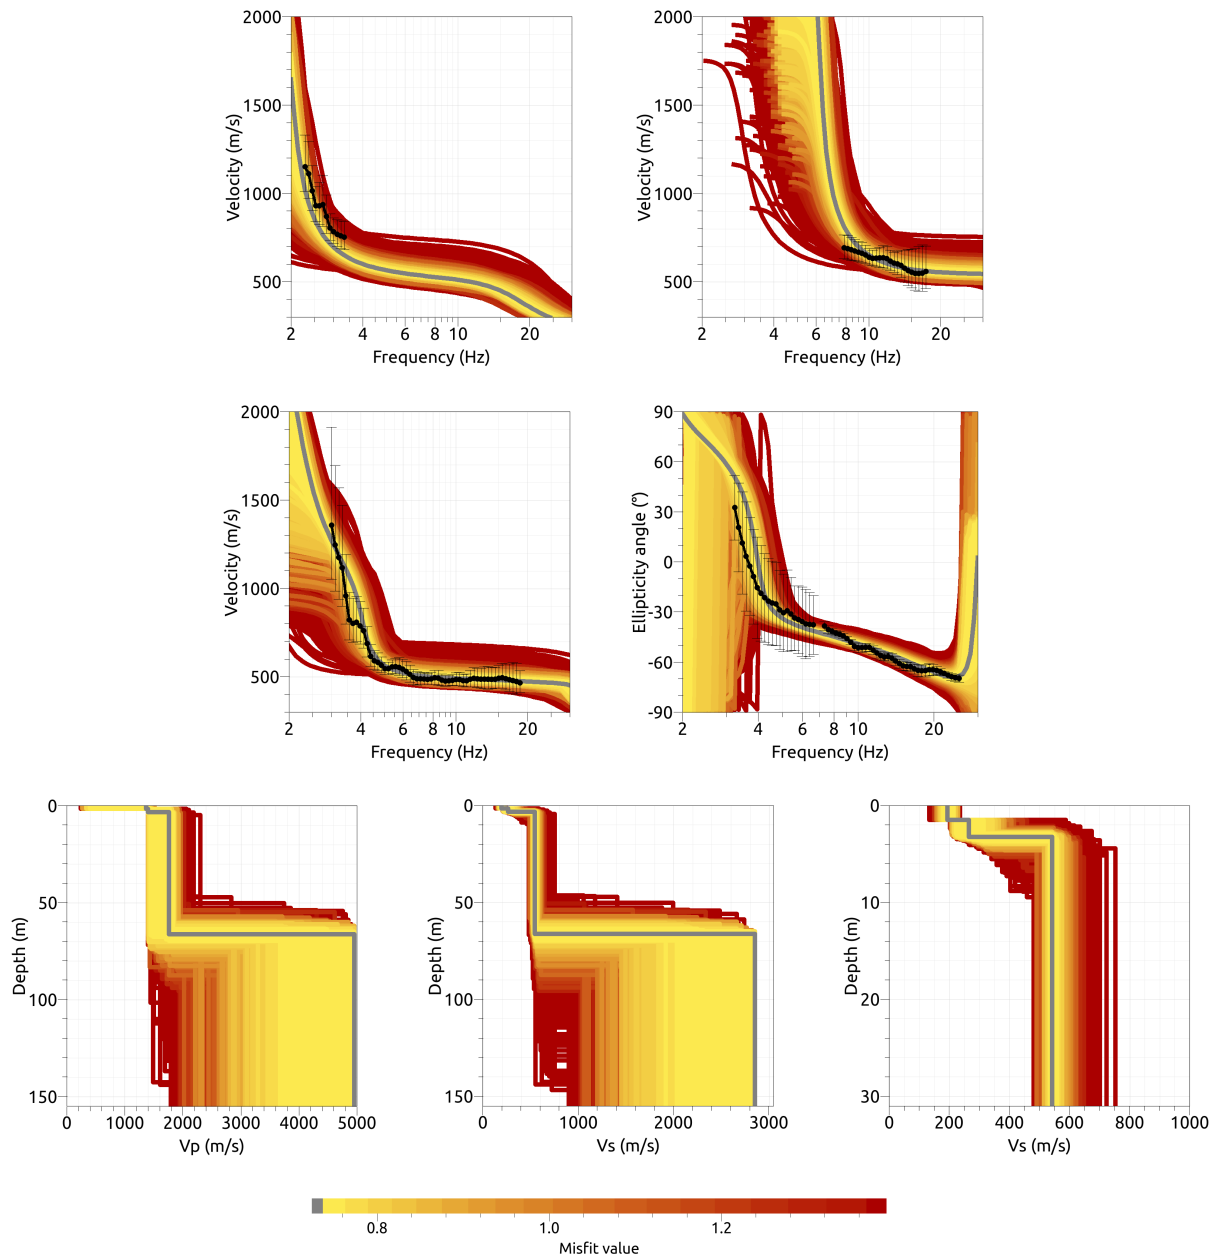 2000
1500
1000
500
Velocity (m/s)
2 4 6 8 10 20
Frequency (Hz)
2000
1500
1000
500
Velocity (m/s)
2 4 6 8 10 20
Frequency (Hz)
2000
1500
1000
500
Velocity (m/s)
2 4 6 8 10 20
Frequency (Hz)
90
60
30
0
-30
-60
-90
Ellipticity angle (°)
2 4 6 8 10 20
Frequency (Hz)
0
50
100
150
Depth (m)
0 1000 2000 3000 4000 5000
Vp (m/s)
0
50
100
150
Depth (m)
0 1000 2000 3000
Vs (m/s)
0
10
20
30
Depth (m)
0 200 400 600 800 1000
Vs (m/s)
0.8 1.0 1.2
Misfit value